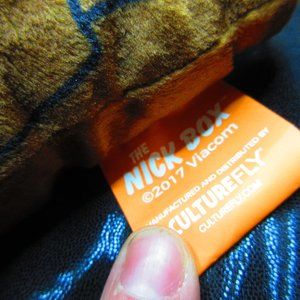 THE
NICK BOX
©2017 Viacom
MANUFACTURED AND DISTRIBUTED BY
CULTUREFLY
CULTUREFLY.COM